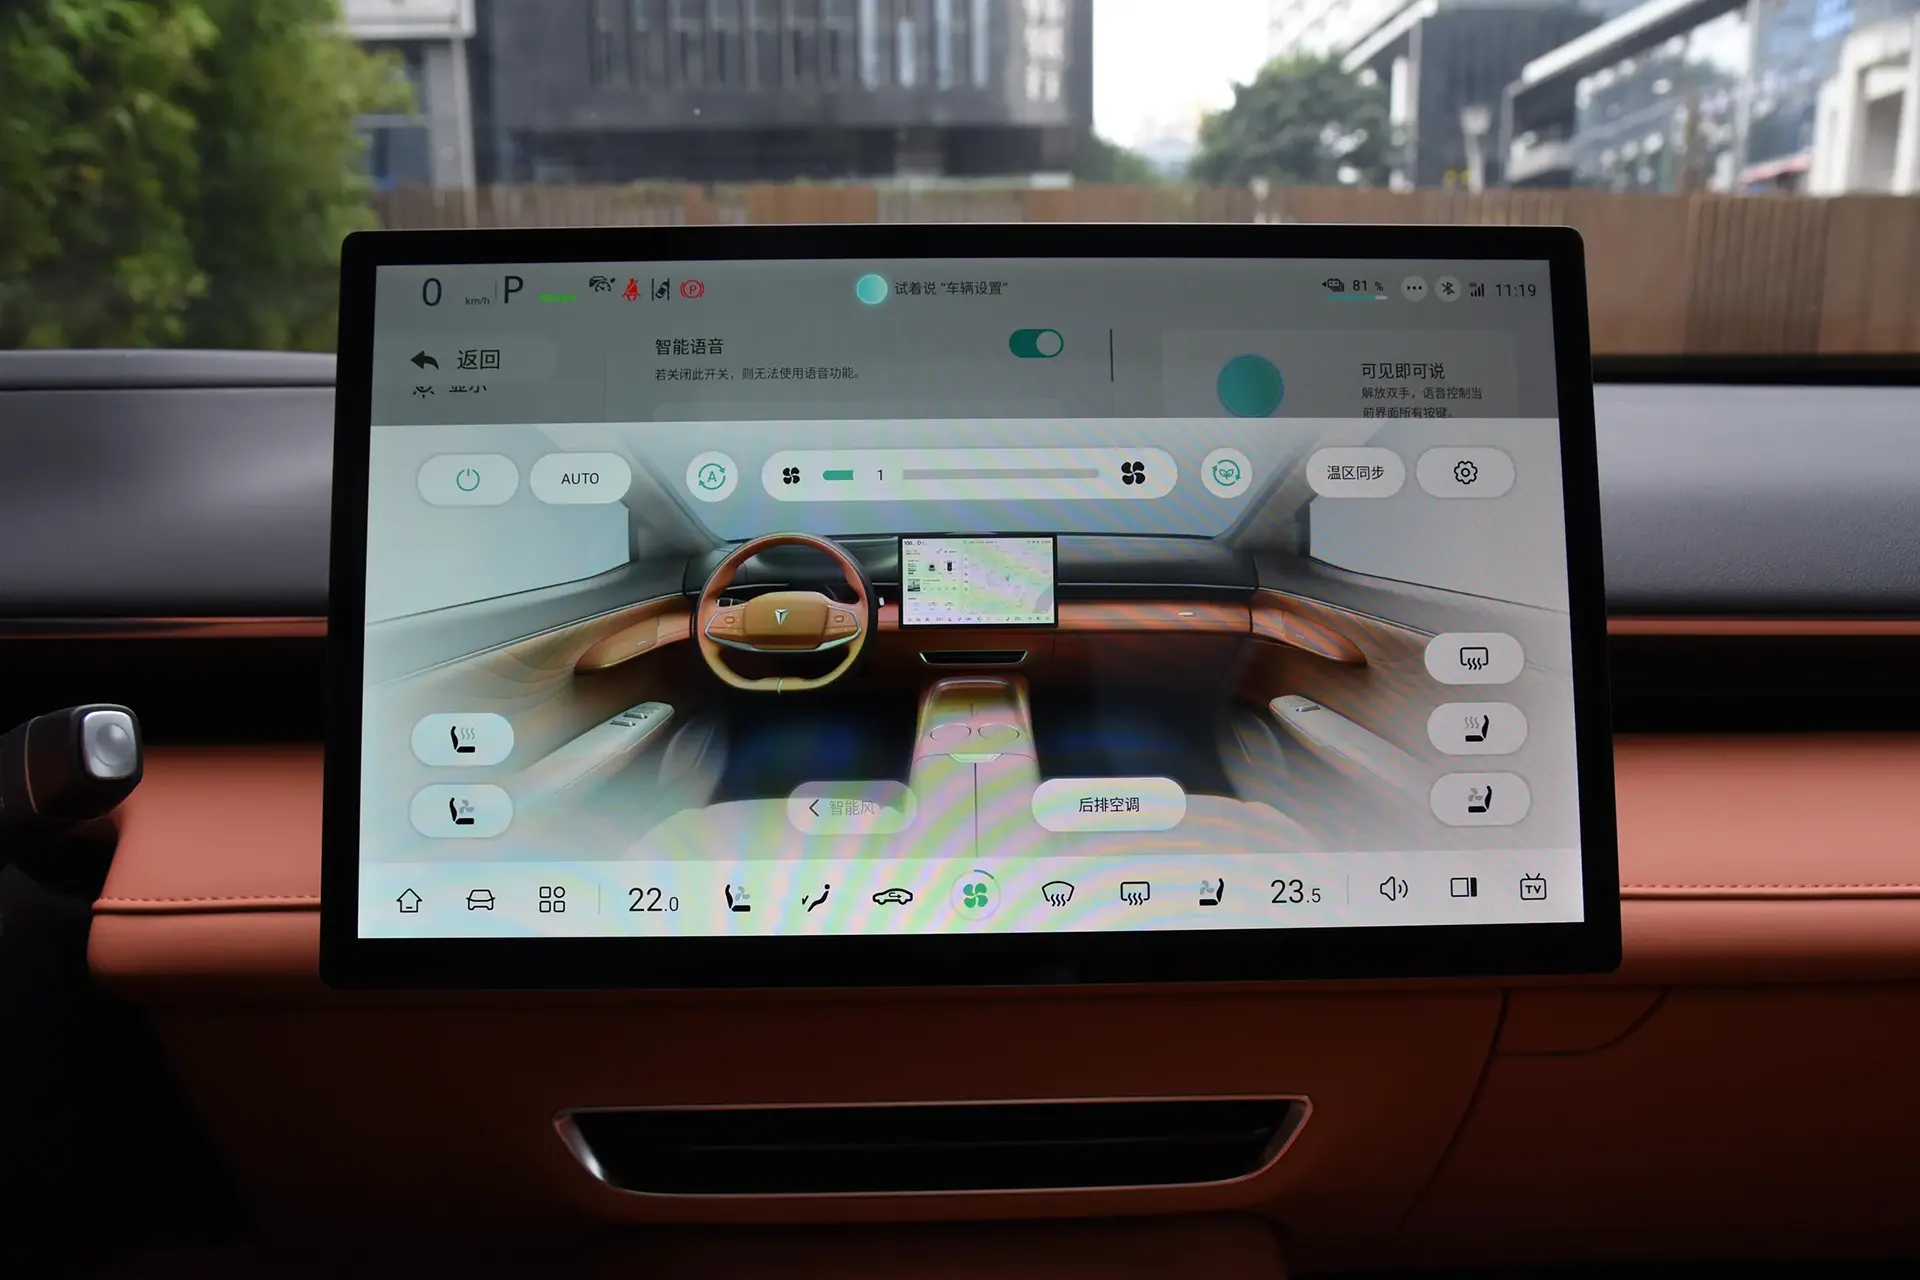 0 km/h P
试着说 “车辆设置”
81 % 11:19
返回
显示
智能语音
若关闭此开关，则无法使用语音功能。
可见即可说
解放双手，语音控制当
前界面所有按键。
AUTO
A
1
温区同步
智能风
后排空调
22.0
23.5
TV